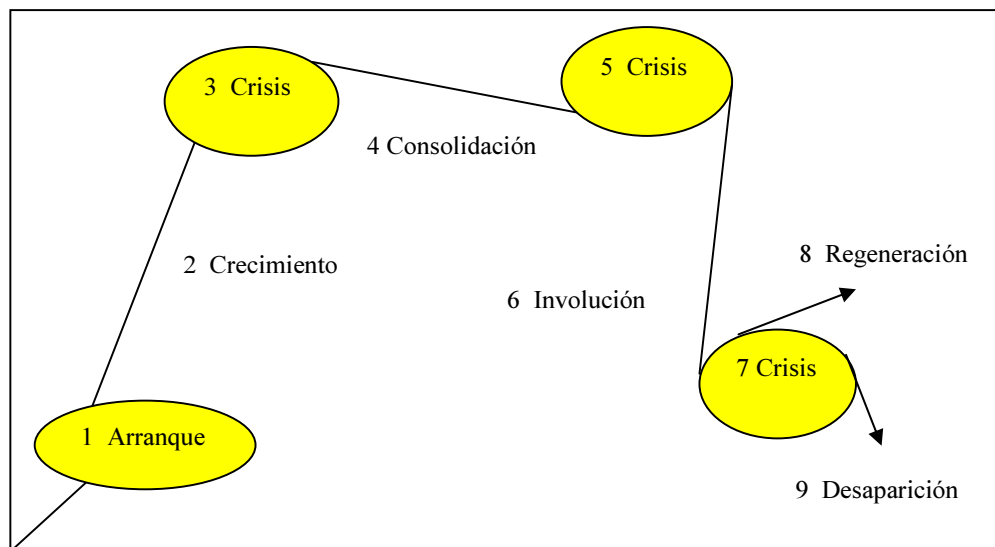 1 Arranque
2 Crecimiento
3 Crisis
4 Consolidación
5 Crisis
6 Involución
7 Crisis
8 Regeneración
9 Desaparición